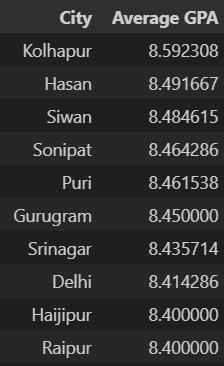 City Average GPA
Kolhapur 8.592308
Hasan 8.491667
Siwan 8.484615
Sonipat 8.464286
Puri 8.461538
Gurugram 8.450000
Srinagar 8.435714
Delhi 8.414286
Haijipur 8.400000
Raipur 8.400000